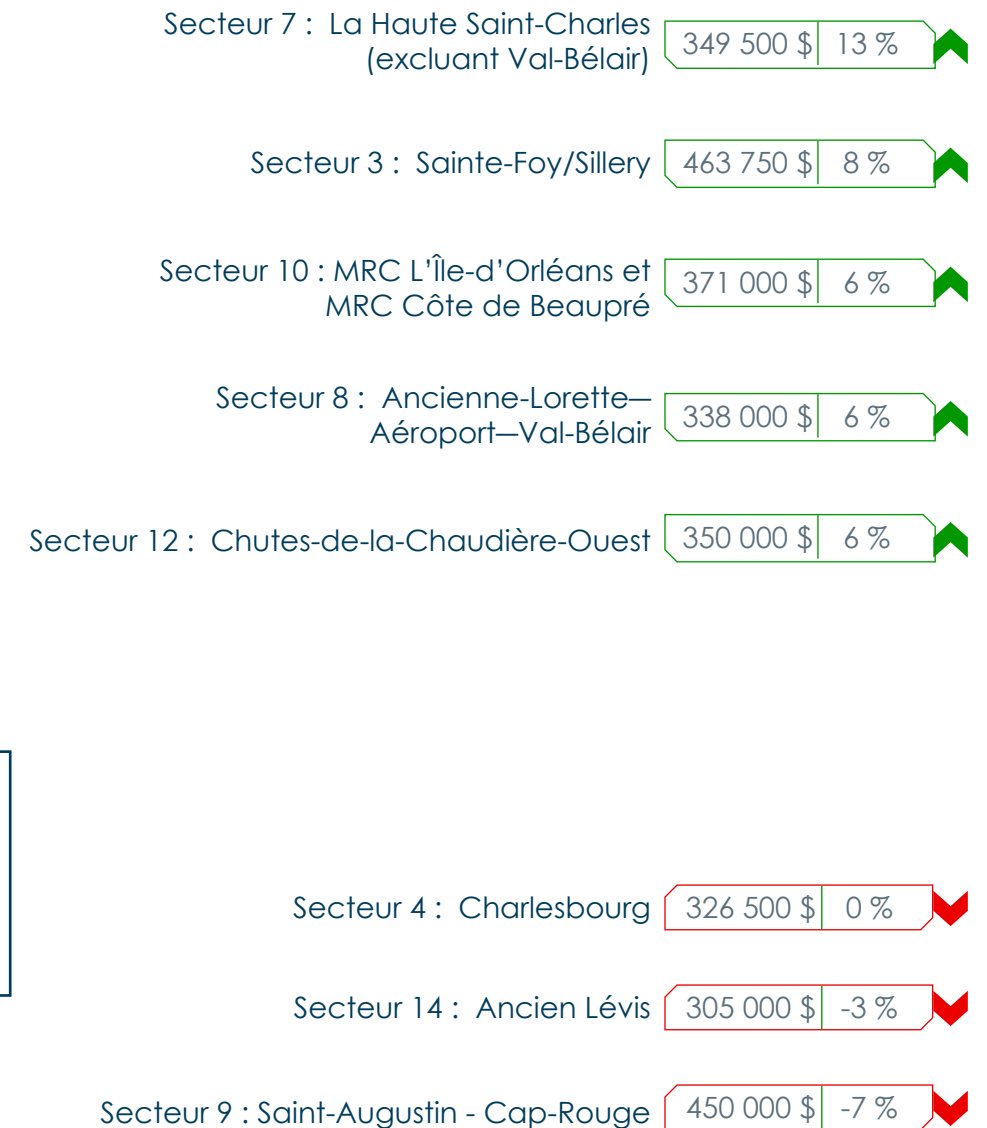 Secteur 7 :  La Haute Saint-Charles
(excluant Val-Bélair)
349 500 $ 13 %
Secteur 3 :  Sainte-Foy/Sillery 463 750 $ 8 %
Secteur 10 : MRC L’Île-d’Orléans et
MRC Côte de Beaupré
371 000 $ 6 %
Secteur 8 :  Ancienne-Lorette—
Aéroport—Val-Bélair
338 000 $ 6 %
Secteur 12 :  Chutes-de-la-Chaudière-Ouest 350 000 $ 6 %
Secteur 4 :  Charlesbourg 326 500 $ 0 %
Secteur 14 :  Ancien Lévis 305 000 $ -3 %
Secteur 9 : Saint-Augustin - Cap-Rouge 450 000 $ -7 %